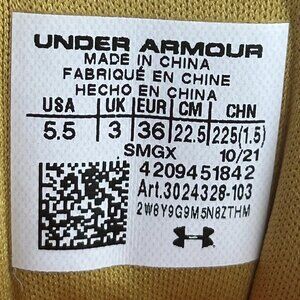 UNDER ARMOUR
MADE IN CHINA
FABRIQUÉ EN CHINE
HECHO EN CHINA
USA UK EUR CM CHN
5.5 3 36 22.5 225(1.5)
SMGX 10/21
4209451842
Art.3024328-103
2W8Y9G9M5N8ZTHM